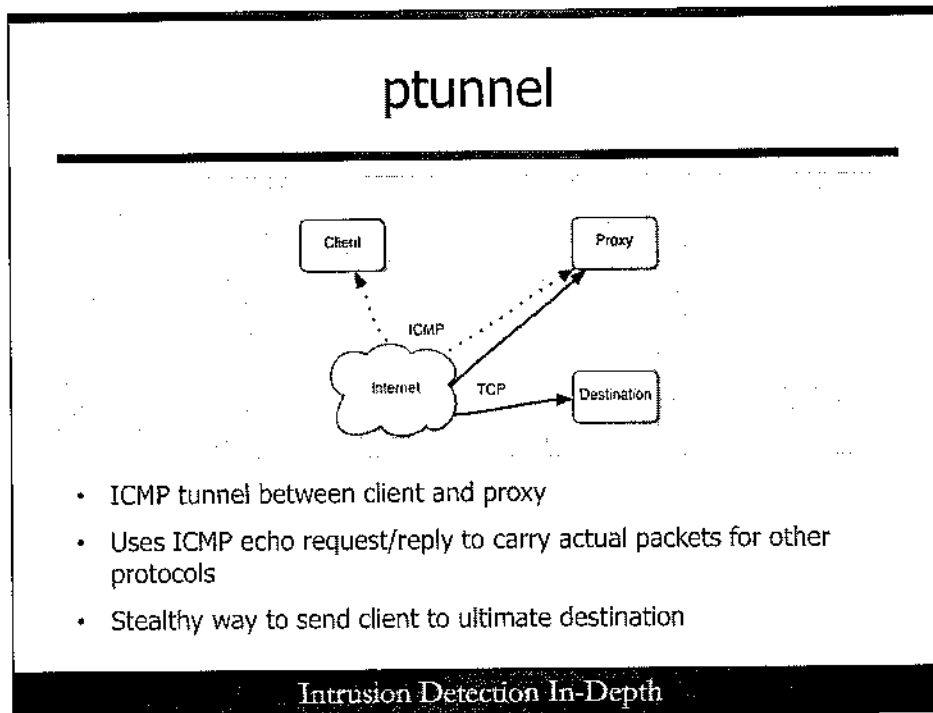 ptunnel
Client
Proxy
ICMP
Internet
TCP
Destination
• ICMP tunnel between client and proxy
• Uses ICMP echo request/reply to carry actual packets for other
protocols
• Stealthy way to send client to ultimate destination
Intrusion Detection In-Depth